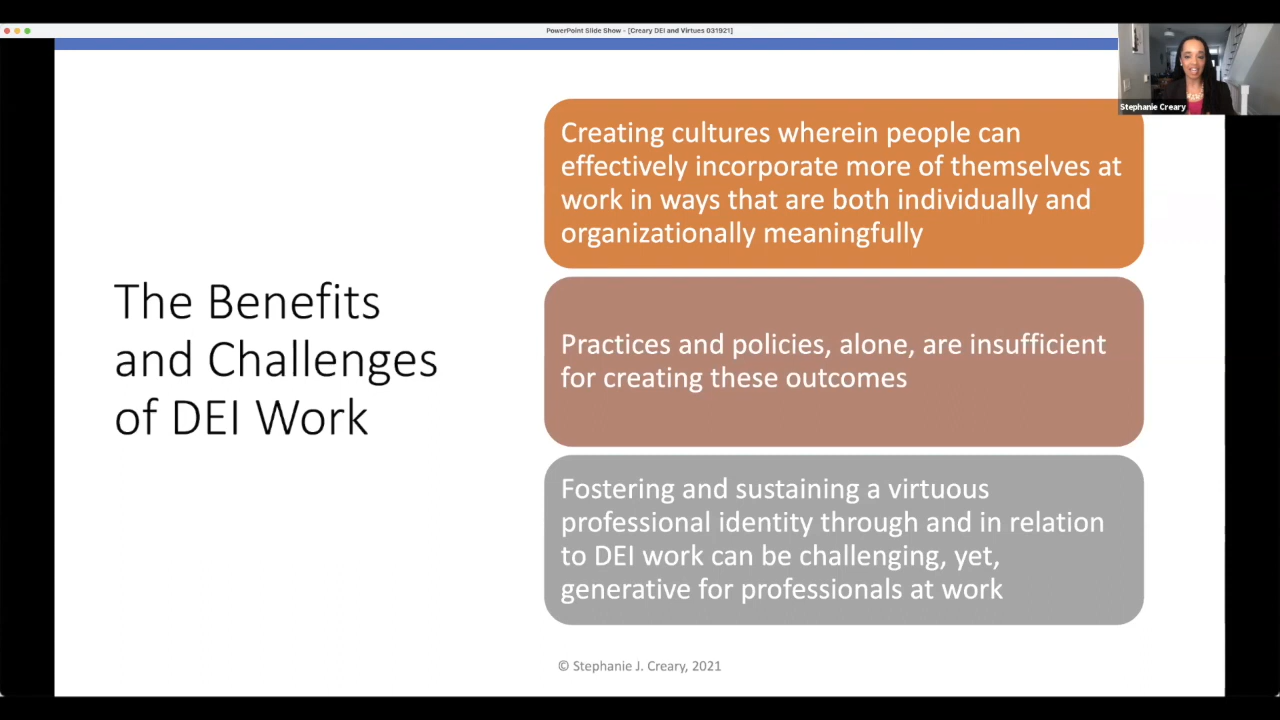 PowerPoint Slide Show - [Creary DEI and Virtues 031921]
Stephanie Creary
The Benefits
and Challenges
of DEI Work
Creating cultures wherein people can
effectively incorporate more of themselves at
work in ways that are both individually and
organizationally meaningfully
Practices and policies, alone, are insufficient
for creating these outcomes
Fostering and sustaining a virtuous
professional identity through and in relation
to DEI work can be challenging, yet,
generative for professionals at work
© Stephanie J. Creary, 2021